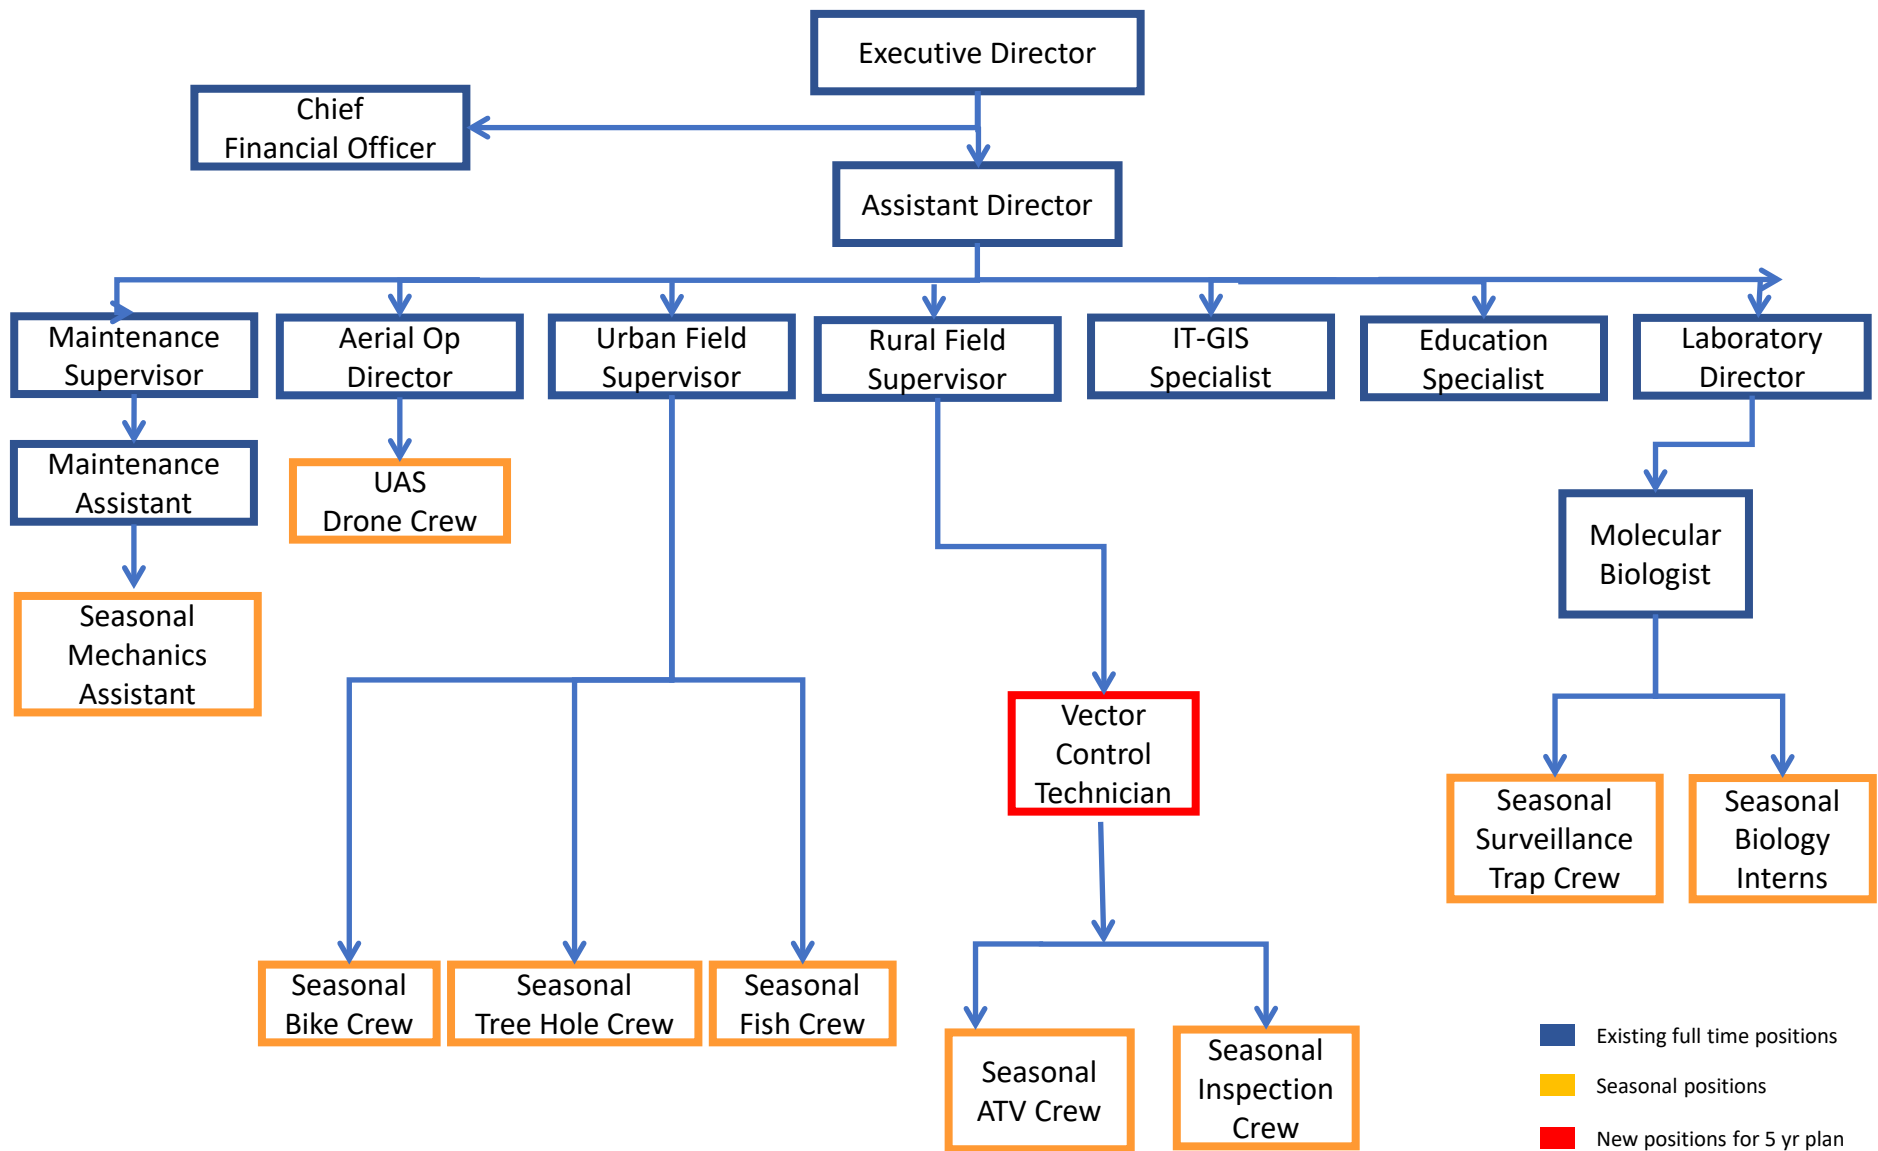 Executive Director
Chief
Financial Officer
Assistant Director
Maintenance
Supervisor
Aerial Op
Director
Urban Field
Supervisor
Rural Field
Supervisor
IT-GIS
Specialist
Education
Specialist
Laboratory
Director
Maintenance
Assistant
UAS
Drone Crew
Molecular
Biologist
Seasonal
Mechanics
Assistant
Vector
Control
Technician
Seasonal
Surveillance
Trap Crew
Seasonal
Biology
Interns
Seasonal
Bike Crew
Seasonal
Tree Hole Crew
Seasonal
Fish Crew
Seasonal
ATV Crew
Seasonal
Inspection
Crew
Existing full time positions
Seasonal positions
New positions for 5 yr plan